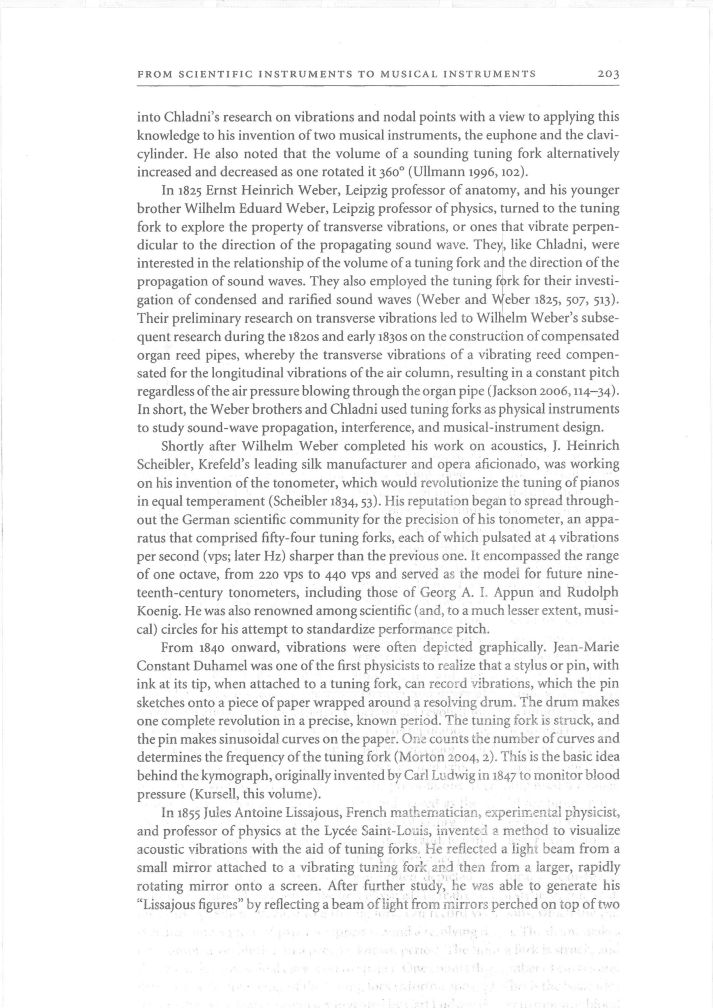 FROM SCIENTIFIC INSTRUMENTS TO MUSICAL INSTRUMENTS 203
into Chladni's research on vibrations and nodal points with a view to applying this
knowledge to his invention of two musical instruments, the euphone and the clavi-
cylinder. He also noted that the volume of a sounding tuning fork alternatively
increased and decreased as one rotated it 360° (Ullmann 1996, 102).
In 1825 Ernst Heinrich Weber, Leipzig professor of anatomy, and his younger
brother Wilhelm Eduard Weber, Leipzig professor of physics, turned to the tuning
fork to explore the property of transverse vibrations, or ones that vibrate perpen-
dicular to the direction of the propagating sound wave. They, like Chladni, were
interested in the relationship of the volume of a tuning fork and the direction of the
propagation of sound waves. They also employed the tuning fork for their investi-
gation of condensed and rarified sound waves (Weber and Weber 1825, 507, 513).
Their preliminary research on transverse vibrations led to Wilhelm Weber's subse-
quent research during the 1820s and early 1830s on the construction of compensated
organ reed pipes, whereby the transverse vibrations of a vibrating reed compen-
sated for the longitudinal vibrations of the air column, resulting in a constant pitch
regardless of the air pressure blowing through the organ pipe (Jackson 2006, 114–34).
In short, the Weber brothers and Chladni used tuning forks as physical instruments
to study sound-wave propagation, interference, and musical-instrument design.
Shortly after Wilhelm Weber completed his work on acoustics, J. Heinrich
Scheibler, Krefeld's leading silk manufacturer and opera aficionado, was working
on his invention of the tonometer, which would revolutionize the tuning of pianos
in equal temperament (Scheibler 1834, 53). His reputation began to spread through-
out the German scientific community for the precision of his tonometer, an appa-
ratus that comprised fifty-four tuning forks, each of which pulsated at 4 vibrations
per second (vps; later Hz) sharper than the previous one. It encompassed the range
of one octave, from 220 vps to 440 vps and served as the model for future nine-
teenth-century tonometers, including those of Georg A. I. Appun and Rudolph
Koenig. He was also renowned among scientific (and, to a much lesser extent, musi-
cal) circles for his attempt to standardize performance pitch.
From 1840 onward, vibrations were often depicted graphically. Jean-Marie
Constant Duhamel was one of the first physicists to realize that a stylus or pin, with
ink at its tip, when attached to a tuning fork, can record vibrations, which the pin
sketches onto a piece of paper wrapped around a resolving drum. The drum makes
one complete revolution in a precise, known period. The tuning fork is struck, and
the pin makes sinusoidal curves on the paper. One counts the number of curves and
determines the frequency of the tuning fork (Morton 2004, 2). This is the basic idea
behind the kymograph, originally invented by Carl Ludwig in 1847 to monitor blood
pressure (Kursell, this volume).
In 1855 Jules Antoine Lissajous, French mathematician, experimental physicist,
and professor of physics at the Lycée Saint-Louis, invented a method to visualize
acoustic vibrations with the aid of tuning forks. He reflected a light beam from a
small mirror attached to a vibrating tuning fork and then from a larger, rapidly
rotating mirror onto a screen. After further study, he was able to generate his
"Lissajous figures" by reflecting a beam of light from mirrors perched on top of two